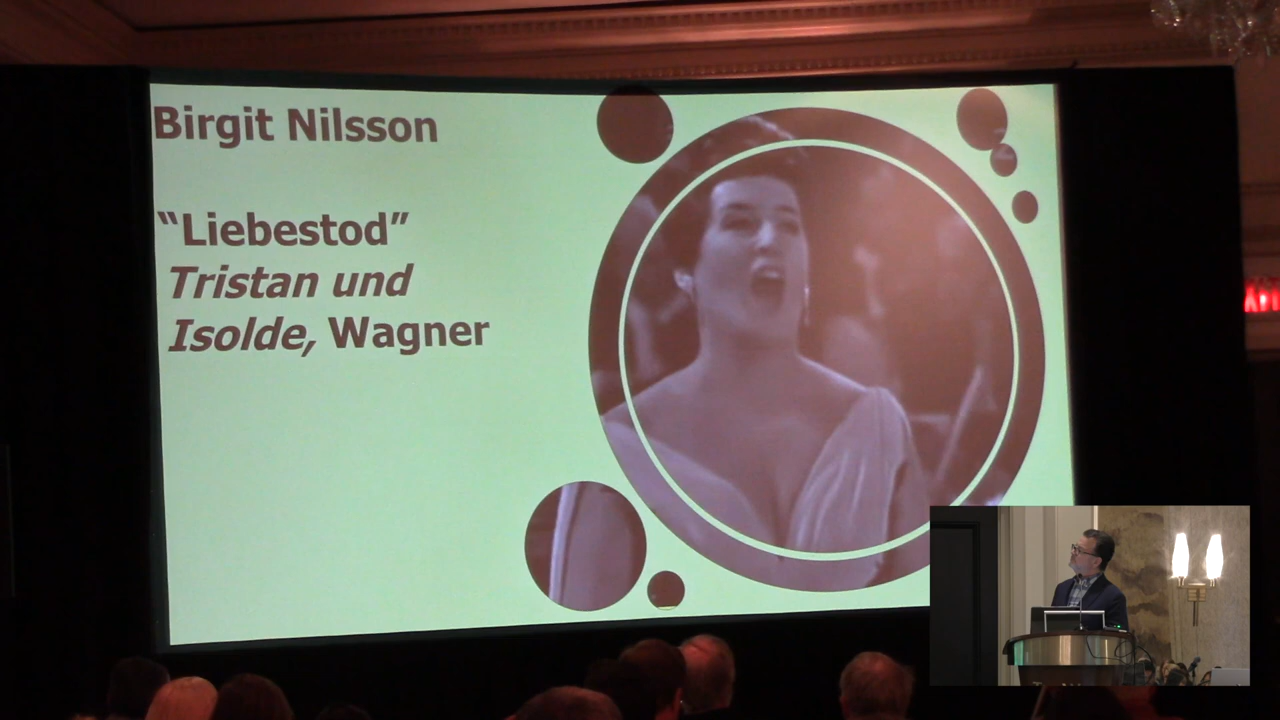 Birgit Nilsson
“Liebestod”
Tristan und
Isolde, Wagner